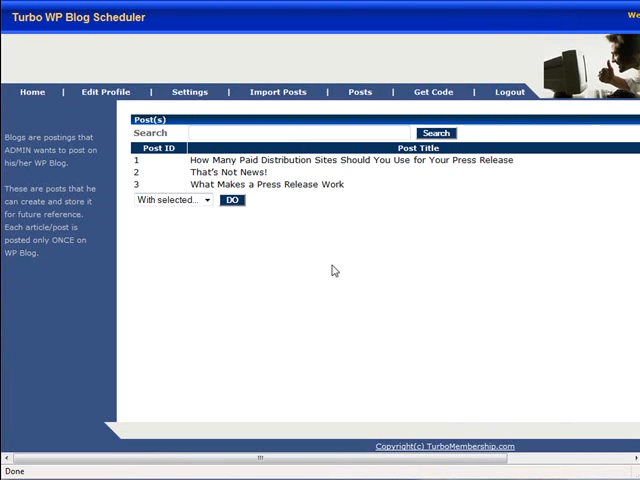 Turbo WP Blog Scheduler
We
Home | Edit Profile | Settings | Import Posts | Posts | Get Code | Logout
Blogs are postings that
ADMIN wants to post on
his/her WP Blog.
These are posts that he
can create and store it
for future reference.
Each article/post is
posted only ONCE on
WP Blog.
Post(s)
Search Search
Post ID Post Title
1 How Many Paid Distribution Sites Should You Use for Your Press Release
2 That's Not News!
3 What Makes a Press Release Work
With selected... DO
Copyright(c) TurboMembership.com
Done